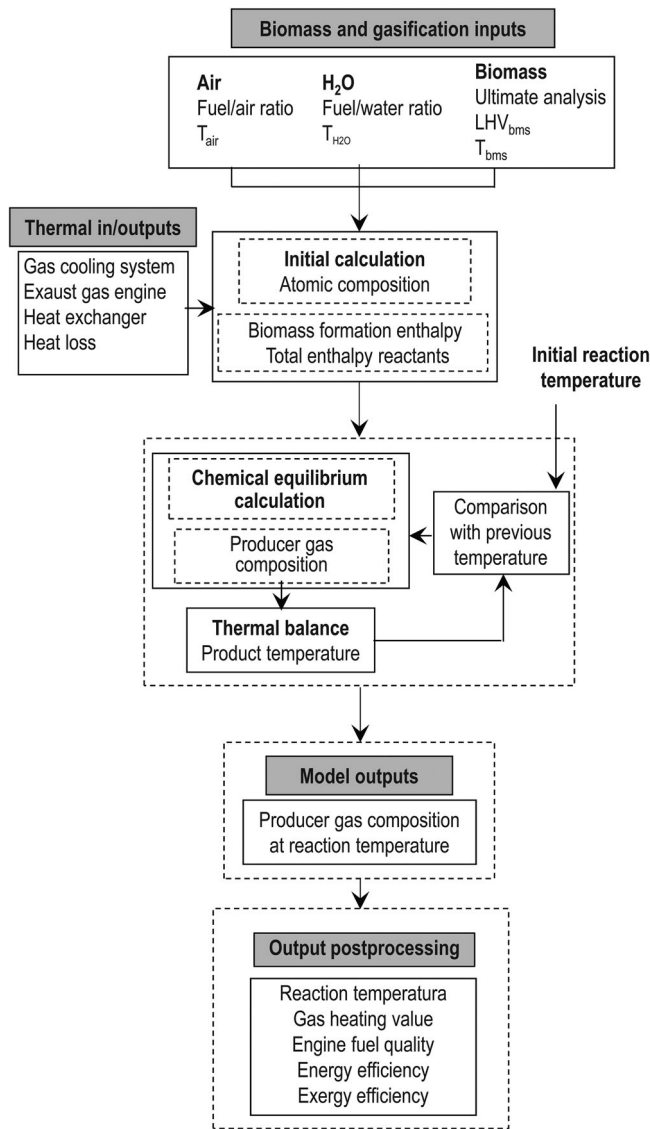 Biomass and gasification inputs
Air
Fuel/air ratio
T_air
H₂O
Fuel/water ratio
T_H2O
Biomass
Ultimate analysis
LHV_bms
T_bms
Thermal in/outputs
Gas cooling system
Exaust gas engine
Heat exchanger
Heat loss
Initial calculation
Atomic composition
Biomass formation enthalpy
Total enthalpy reactants
Initial reaction
temperature
Chemical equilibrium
calculation
Producer gas
composition
Comparison
with previous
temperature
Thermal balance
Product temperature
Model outputs
Producer gas composition
at reaction temperature
Output postprocessing
Reaction temperatura
Gas heating value
Engine fuel quality
Energy efficiency
Exergy efficiency